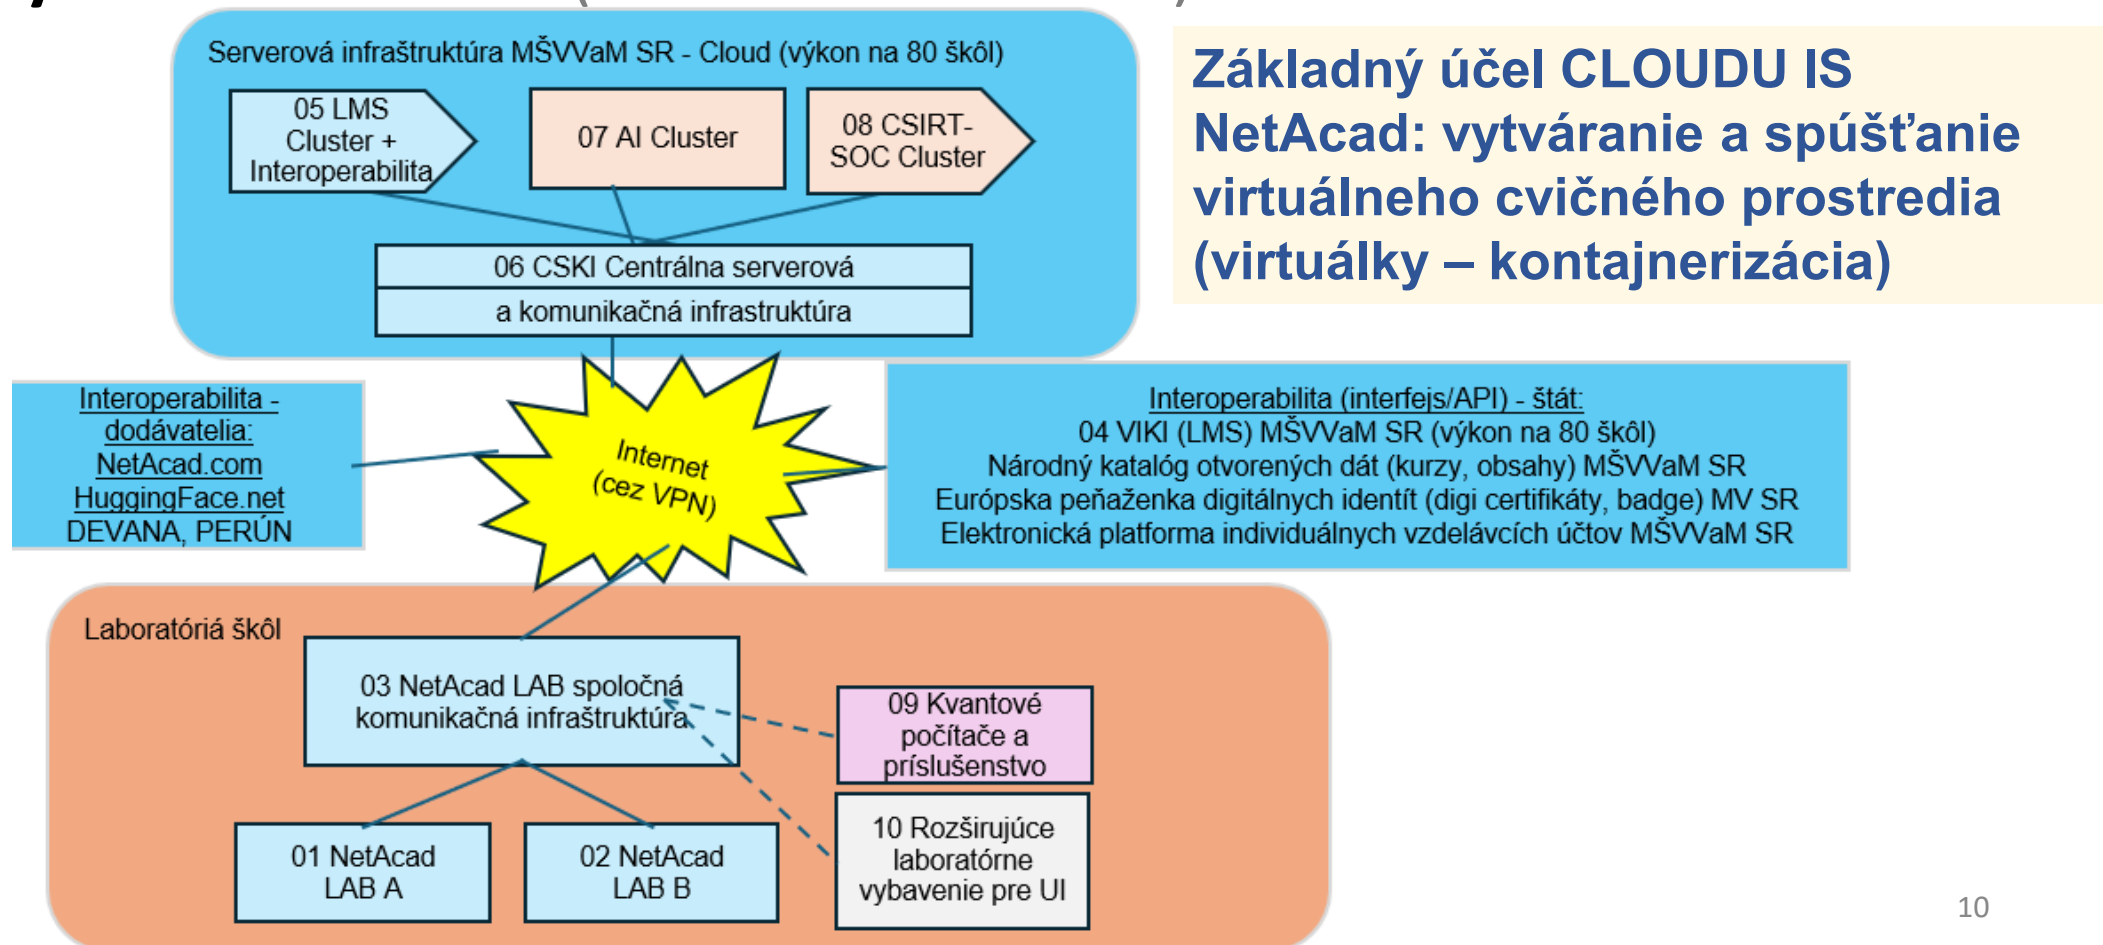 Serverová infraštruktúra MŠVVaM SR - Cloud (výkon na 80 škôl)
05 LMS
Cluster +
Interoperabilita
07 AI Cluster
08 CSIRT-
SOC Cluster
06 CSKI Centrálna serverová
a komunikačná infrastruktúra
Základný účel CLOUDU IS
NetAcad: vytváranie a spúšťanie
virtuálneho cvičného prostredia
(virtuálky – kontajnerizácia)
Interoperabilita -
dodávatelia:
NetAcad.com
HuggingFace.net
DEVANA, PERÚN
Internet
(cez VPN)
Interoperabilita (interfejs/API) - štát:
04 VIKI (LMS) MŠVVaM SR (výkon na 80 škôl)
Národný katalóg otvorených dát (kurzy, obsahy) MŠVVaM SR
Európska peňaženka digitálnych identít (digi certifikáty, badge) MV SR
Elektronická platforma individuálnych vzdelávcích účtov MŠVVaM SR
Laboratóriá škôl
03 NetAcad LAB spoločná
komunikačná infraštruktúra
09 Kvantové
počítače a
príslušenstvo
01 NetAcad
LAB A
02 NetAcad
LAB B
10 Rozširujúce
laboratórne
vybavenie pre UI
10